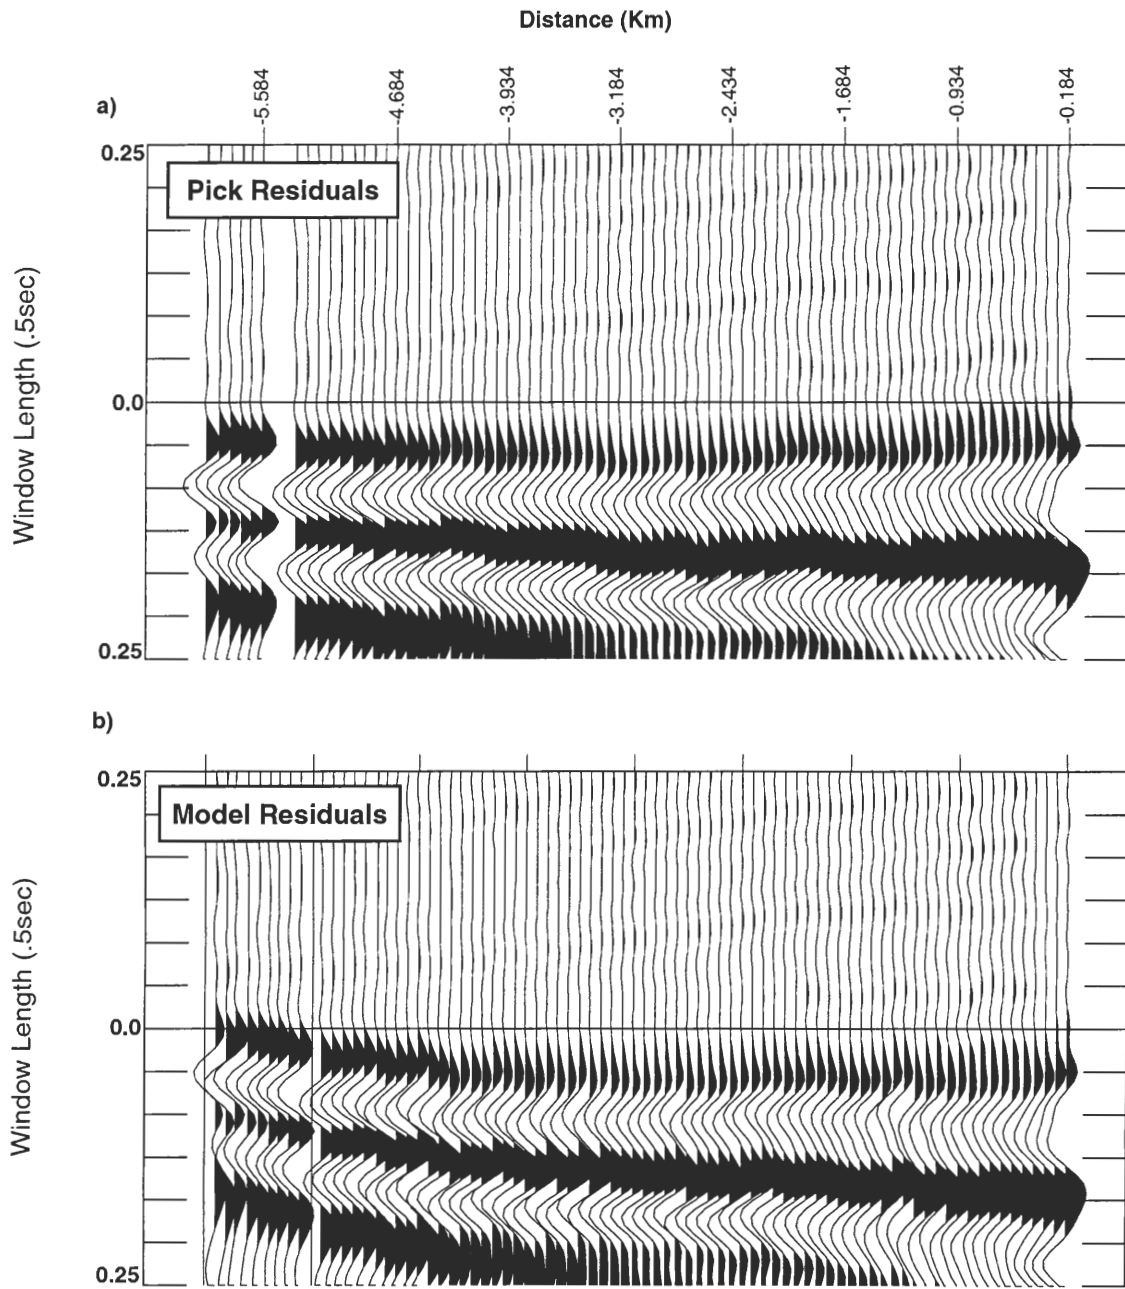 Distance (Km)
a)
-5.584
-4.684
-3.934
-3.184
-2.434
-1.684
-0.934
-0.184
0.25
Pick Residuals
Window Length (.5sec)
0.0
0.25
b)
0.25
Model Residuals
Window Length (.5sec)
0.0
0.25